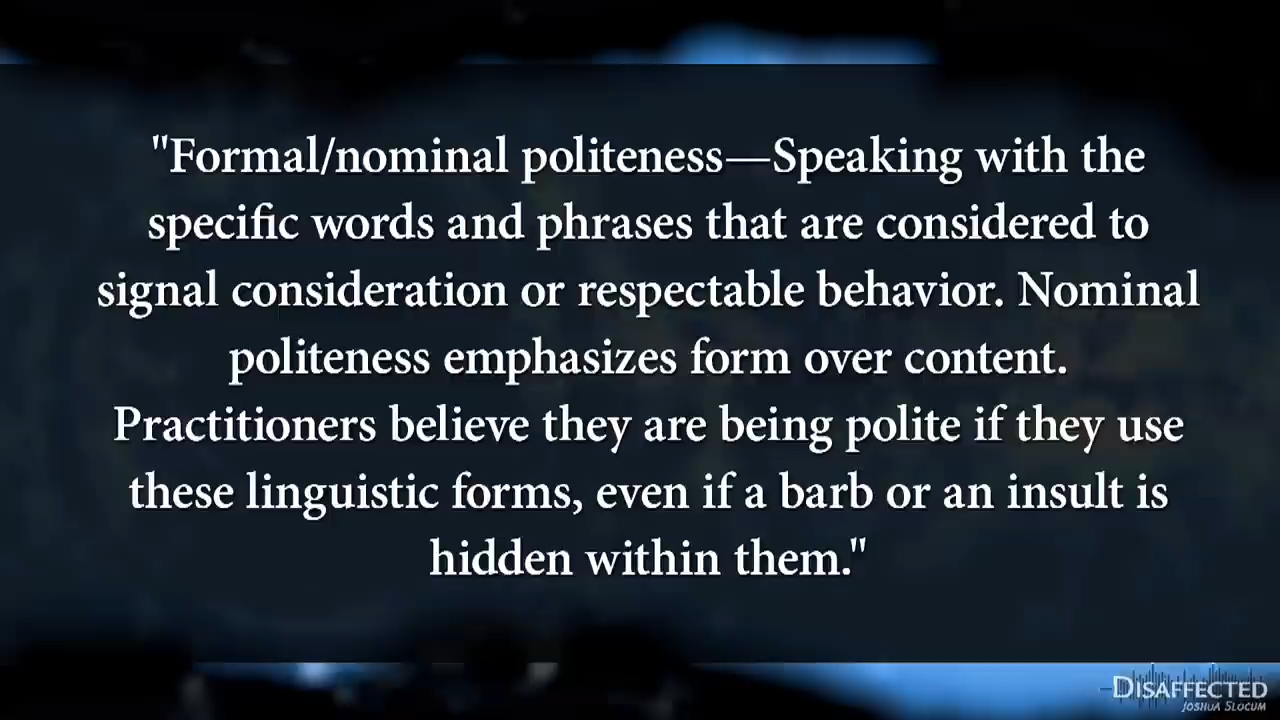 "Formal/nominal politeness—Speaking with the
specific words and phrases that are considered to
signal consideration or respectable behavior. Nominal
politeness emphasizes form over content.
Practitioners believe they are being polite if they use
these linguistic forms, even if a barb or an insult is
hidden within them."
DISAFFECTED
JOSHUA SLOCUM